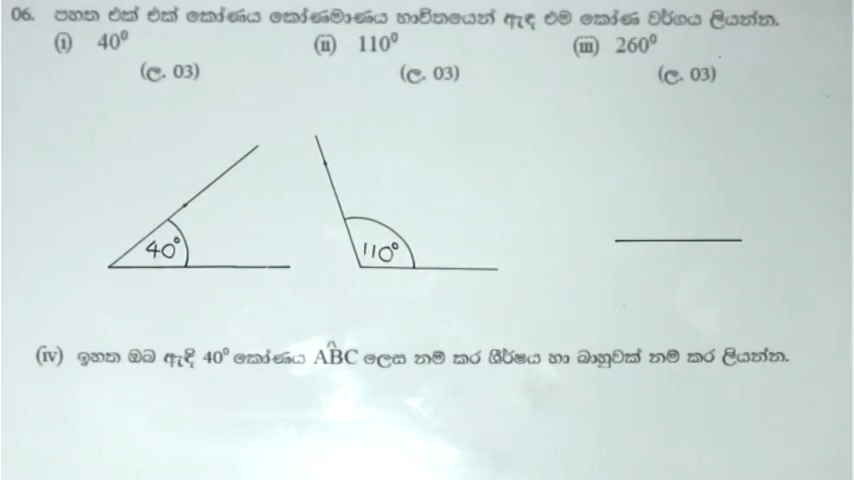 06. පහත එක් එක් කෝණය කෝණමාණය භාවිතයෙන් ඇඳ එම කෝණ වර්ගය ලියන්න.
(i) 40⁰ (ii) 110⁰ (iii) 260⁰
(ල. 03) (ල. 03) (ල. 03)
40° 110°
(iv) ඉහත ඔබ ඇඳි 40⁰ කෝණය AB̂C ලෙස නම් කර ශීර්ෂය හා බාහුවක් නම් කර ලියන්න.